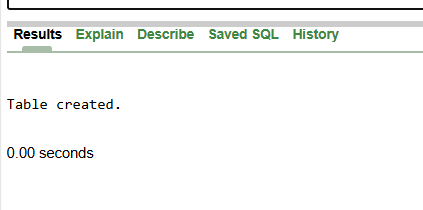 Results Explain Describe Saved SQL History
Table created.
0.00 seconds